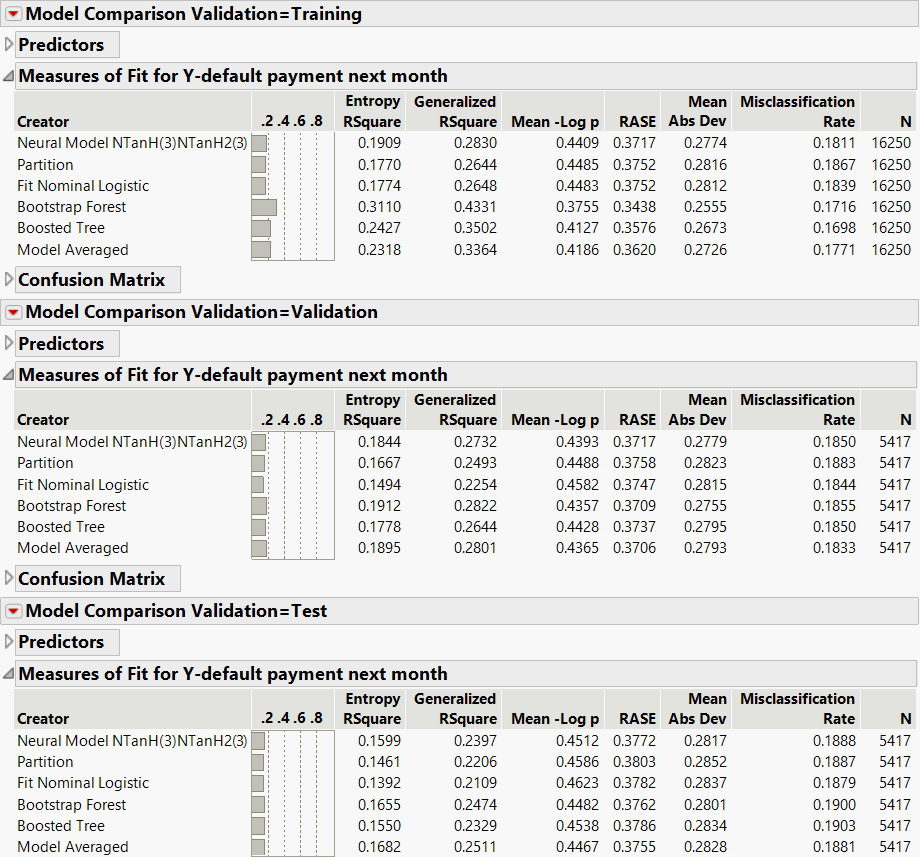 Model Comparison Validation=Training
Predictors
Measures of Fit for Y-default payment next month
Entropy Generalized Mean Misclassification
Creator .2 .4 .6 .8 RSquare RSquare Mean -Log p RASE Abs Dev Rate N
Neural Model NTanH(3)NTanH2(3) 0.1909 0.2830 0.4409 0.3717 0.2774 0.1811 16250
Partition 0.1770 0.2644 0.4485 0.3752 0.2816 0.1867 16250
Fit Nominal Logistic 0.1774 0.2648 0.4483 0.3752 0.2812 0.1839 16250
Bootstrap Forest 0.3110 0.4331 0.3755 0.3438 0.2555 0.1716 16250
Boosted Tree 0.2427 0.3502 0.4127 0.3576 0.2673 0.1698 16250
Model Averaged 0.2318 0.3364 0.4186 0.3620 0.2726 0.1771 16250
Confusion Matrix
Model Comparison Validation=Validation
Predictors
Measures of Fit for Y-default payment next month
Entropy Generalized Mean Misclassification
Creator .2 .4 .6 .8 RSquare RSquare Mean -Log p RASE Abs Dev Rate N
Neural Model NTanH(3)NTanH2(3) 0.1844 0.2732 0.4393 0.3717 0.2779 0.1850 5417
Partition 0.1667 0.2493 0.4488 0.3758 0.2823 0.1883 5417
Fit Nominal Logistic 0.1494 0.2254 0.4582 0.3747 0.2815 0.1844 5417
Bootstrap Forest 0.1912 0.2822 0.4357 0.3709 0.2755 0.1855 5417
Boosted Tree 0.1778 0.2644 0.4428 0.3737 0.2795 0.1850 5417
Model Averaged 0.1895 0.2801 0.4365 0.3706 0.2793 0.1833 5417
Confusion Matrix
Model Comparison Validation=Test
Predictors
Measures of Fit for Y-default payment next month
Entropy Generalized Mean Misclassification
Creator .2 .4 .6 .8 RSquare RSquare Mean -Log p RASE Abs Dev Rate N
Neural Model NTanH(3)NTanH2(3) 0.1599 0.2397 0.4512 0.3772 0.2817 0.1888 5417
Partition 0.1461 0.2206 0.4586 0.3803 0.2852 0.1887 5417
Fit Nominal Logistic 0.1392 0.2109 0.4623 0.3782 0.2837 0.1879 5417
Bootstrap Forest 0.1655 0.2474 0.4482 0.3762 0.2801 0.1900 5417
Boosted Tree 0.1550 0.2329 0.4538 0.3786 0.2834 0.1903 5417
Model Averaged 0.1682 0.2511 0.4467 0.3755 0.2828 0.1881 5417